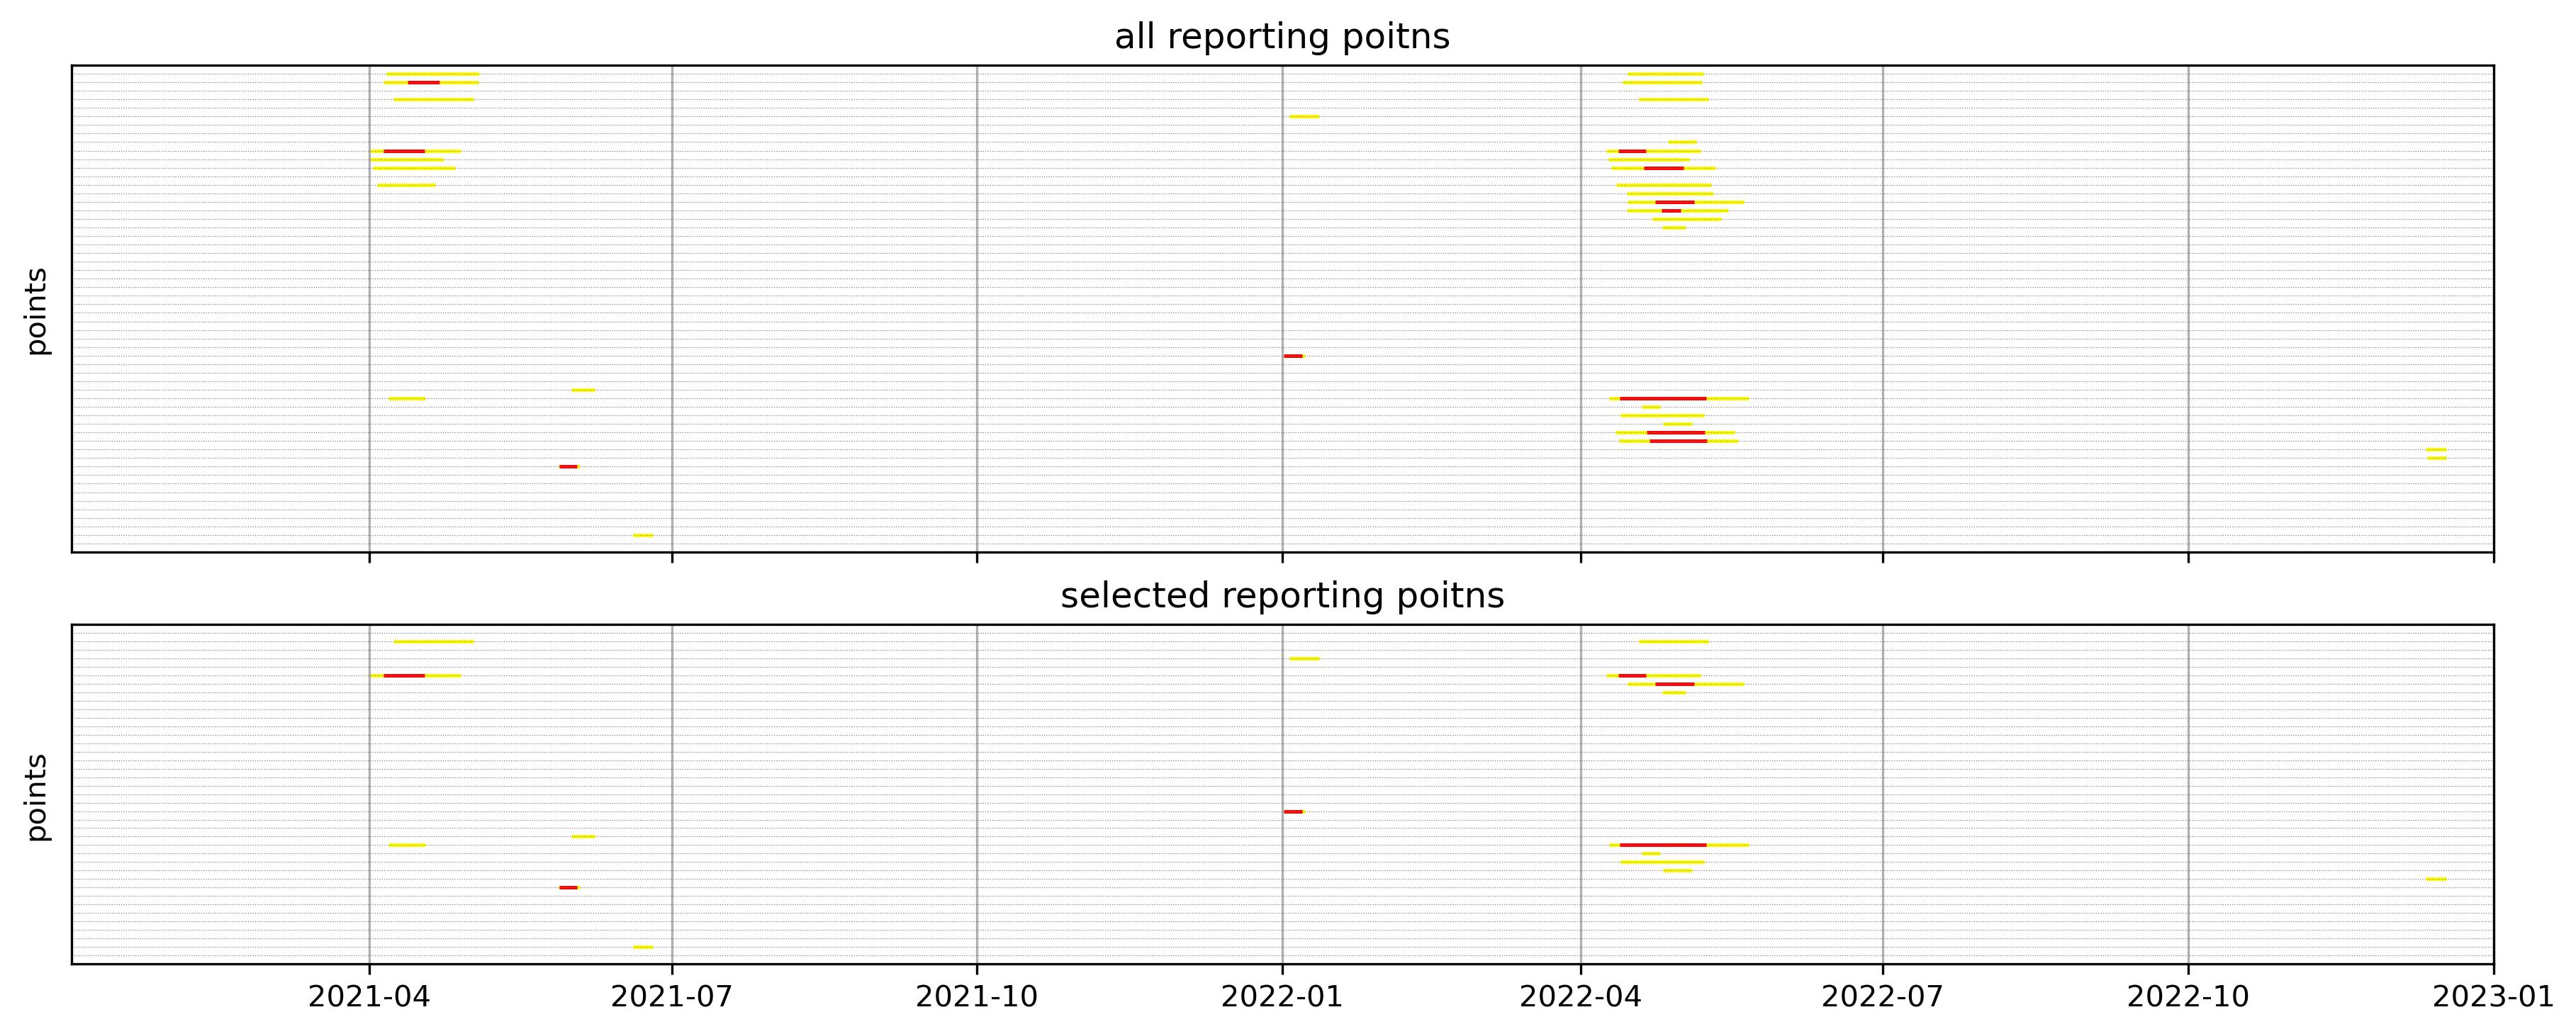 all reporting poitns
points
selected reporting poitns
points
2021-04 2021-07 2021-10 2022-01 2022-04 2022-07 2022-10 2023-01